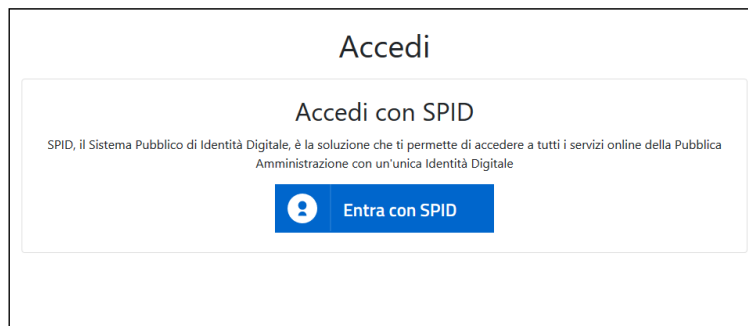 Accedi
Accedi con SPID
SPID, il Sistema Pubblico di Identità Digitale, è la soluzione che ti permette di accedere a tutti i servizi online della Pubblica
Amministrazione con un'unica Identità Digitale
Entra con SPID